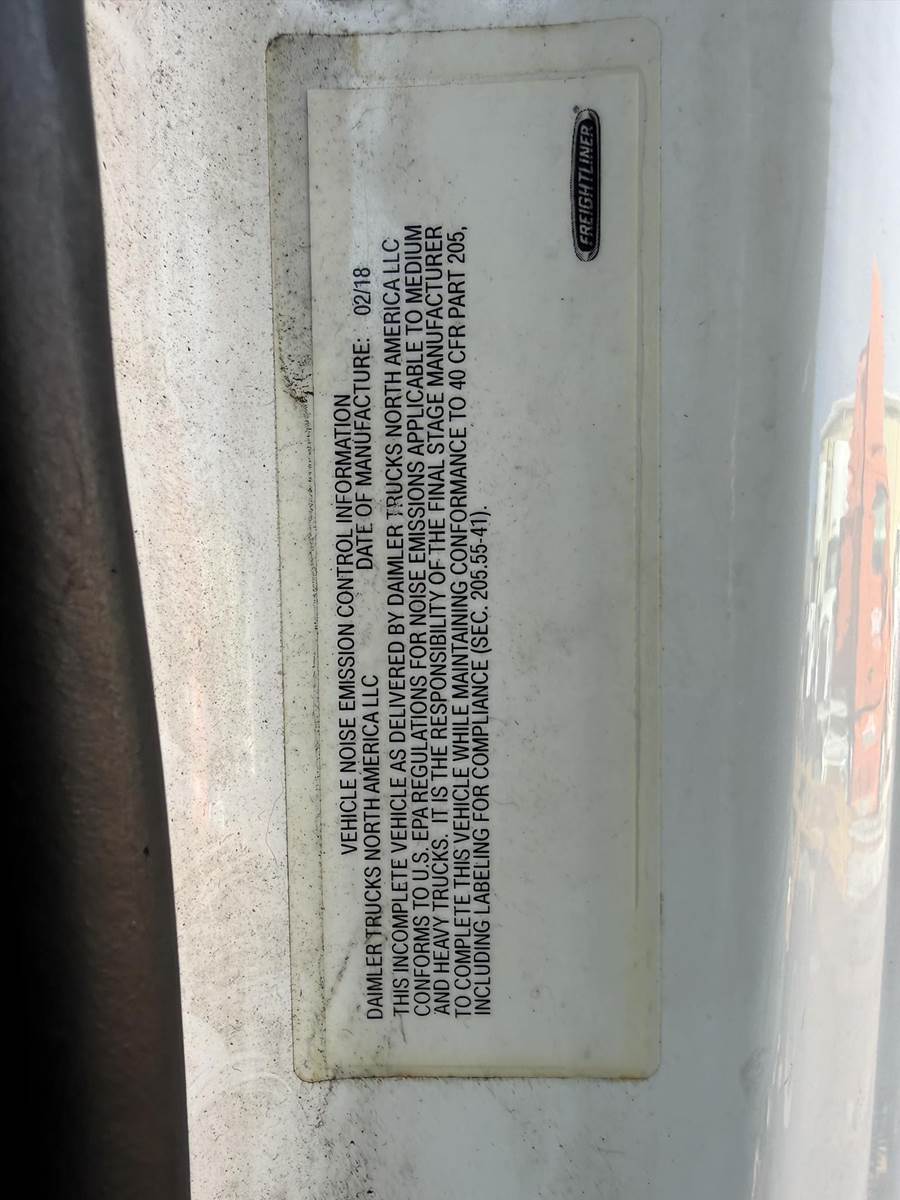 VEHICLE NOISE EMISSION CONTROL INFORMATION
DAIMLER TRUCKS NORTH AMERICA LLC DATE OF MANUFACTURE: 02/18
THIS INCOMPLETE VEHICLE AS DELIVERED BY DAIMLER TRUCKS NORTH AMERICA LLC
CONFORMS TO U.S. EPA REGULATIONS FOR NOISE EMISSIONS APPLICABLE TO MEDIUM
AND HEAVY TRUCKS. IT IS THE RESPONSIBILITY OF THE FINAL STAGE MANUFACTURER
TO COMPLETE THIS VEHICLE WHILE MAINTAINING CONFORMANCE TO 40 CFR PART 205,
INCLUDING LABELING FOR COMPLIANCE (SEC. 205.55-41).
FREIGHTLINER®